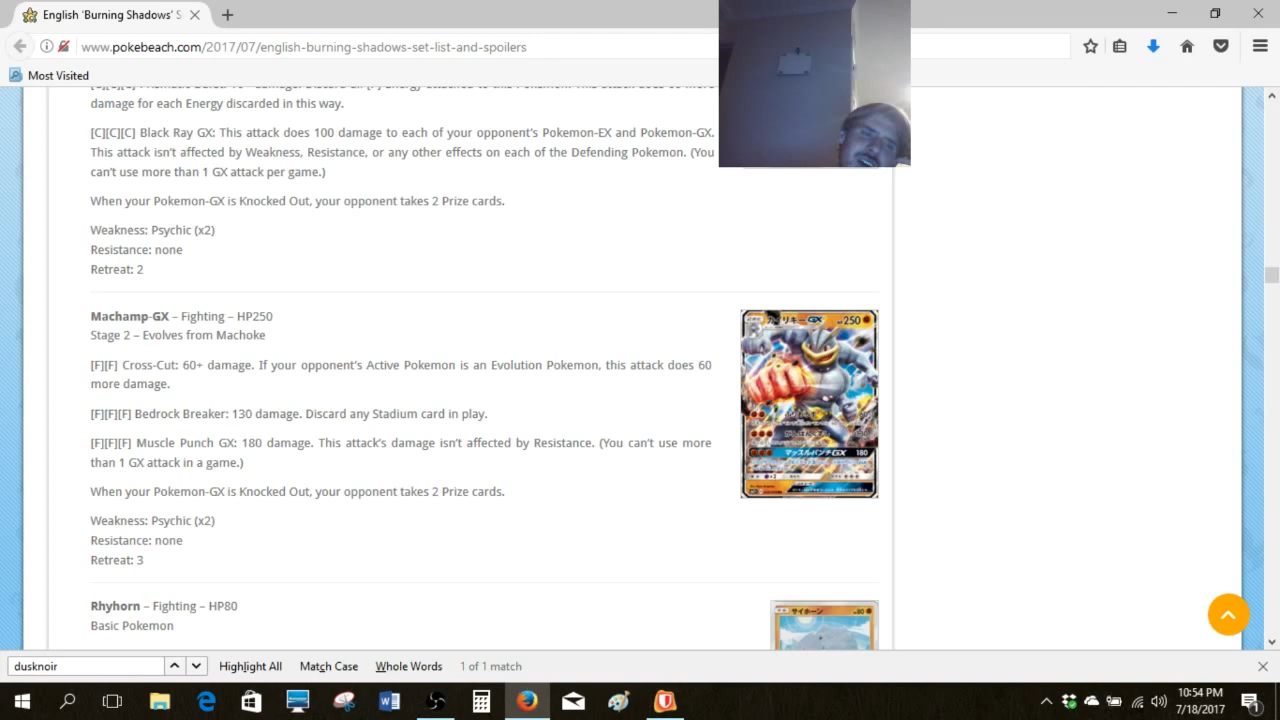 English 'Burning Shadows' S
www.pokebeach.com/2017/07/english-burning-shadows-set-list-and-spoilers
Most Visited
damage for each Energy discarded in this way.
[C][C][C] Black Ray GX: This attack does 100 damage to each of your opponent's Pokemon-EX and Pokemon-GX.
This attack isn't affected by Weakness, Resistance, or any other effects on each of the Defending Pokemon. (You
can't use more than 1 GX attack per game.)
When your Pokemon-GX is Knocked Out, your opponent takes 2 Prize cards.
Weakness: Psychic (x2)
Resistance: none
Retreat: 2
Machamp-GX – Fighting – HP250
Stage 2 – Evolves from Machoke
[F][F] Cross-Cut: 60+ damage. If your opponent's Active Pokemon is an Evolution Pokemon, this attack does 60
more damage.
[F][F][F] Bedrock Breaker: 130 damage. Discard any Stadium card in play.
[F][F][F] Muscle Punch GX: 180 damage. This attack's damage isn't affected by Resistance. (You can't use more
than 1 GX attack in a game.)
When your Pokemon-GX is Knocked Out, your opponent takes 2 Prize cards.
Weakness: Psychic (x2)
Resistance: none
Retreat: 3
GX 250
マッスルパンチGX 180
Rhyhorn – Fighting – HP80
Basic Pokemon
サイホーン 80
dusknoir
Highlight All
Match Case
Whole Words
1 of 1 match
10:54 PM
7/18/2017